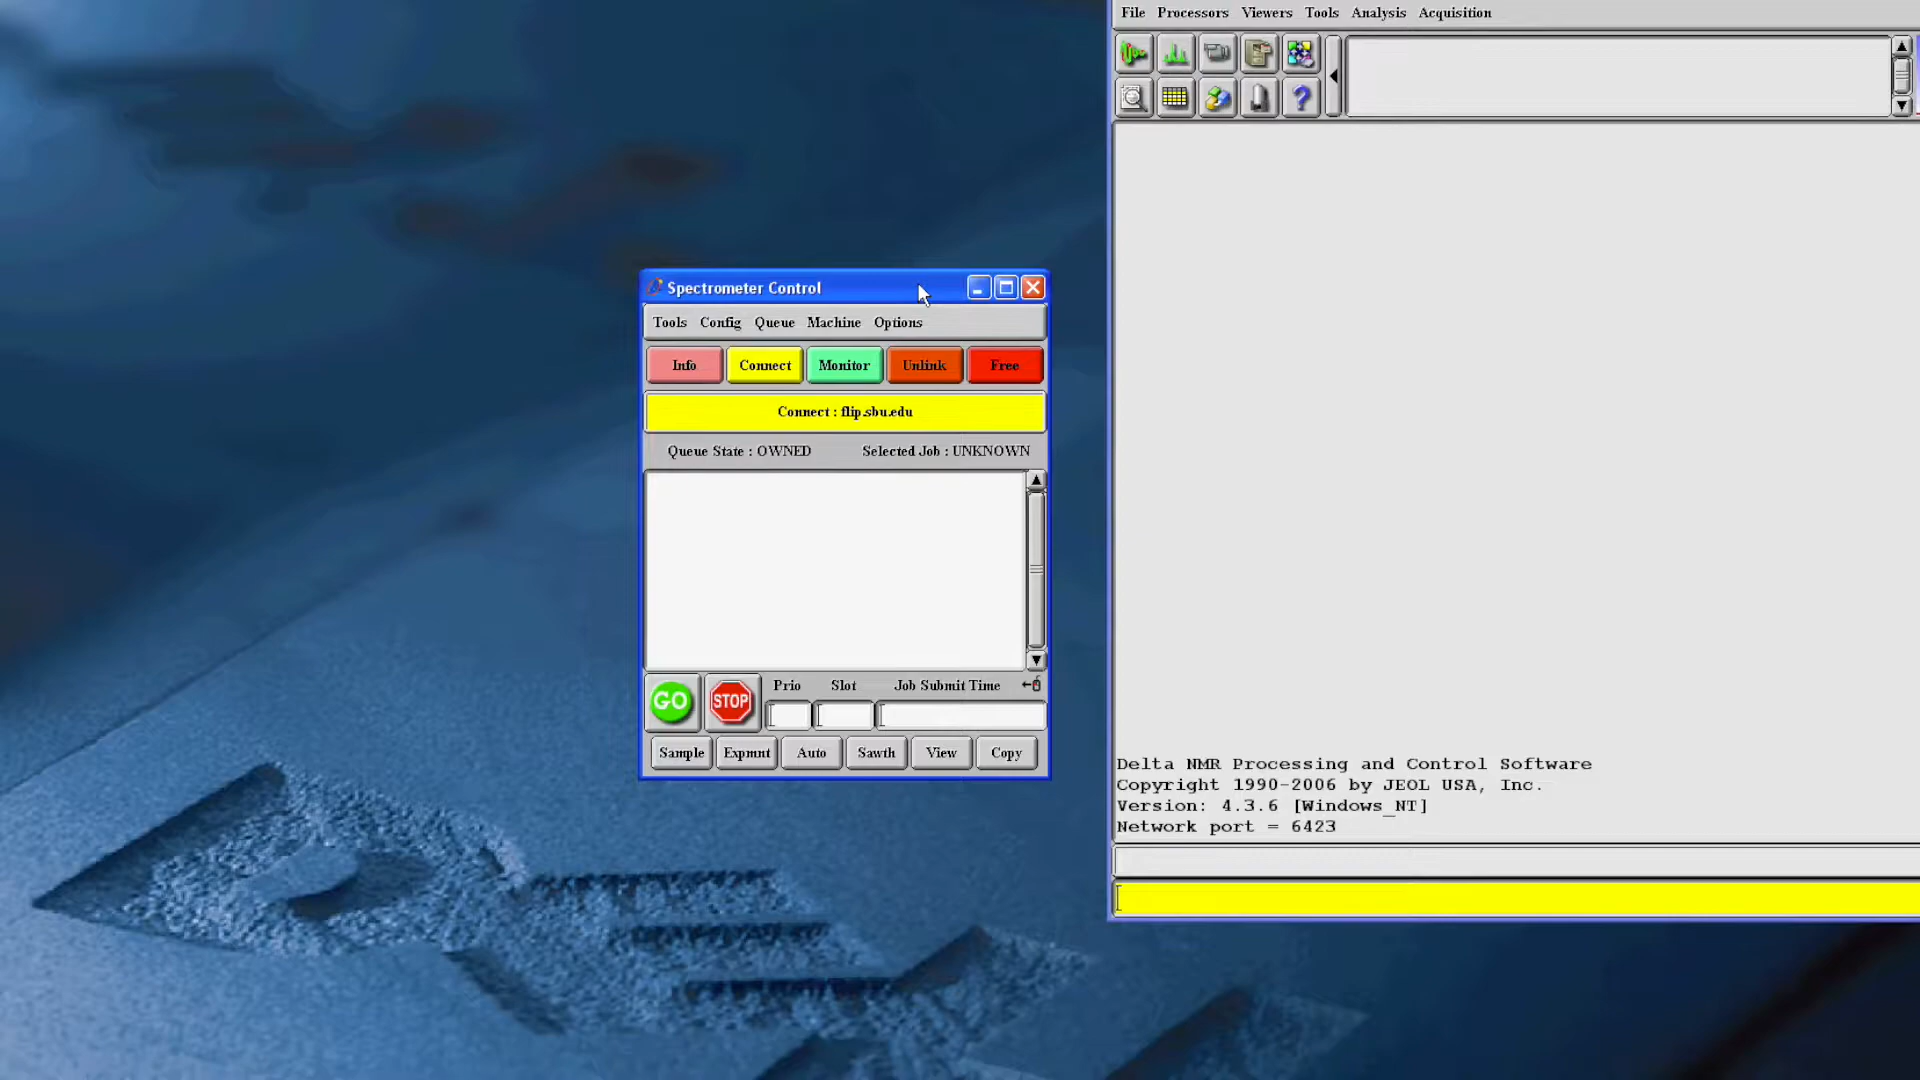 File Processors Viewers Tools Analysis Acquisition
Spectrometer Control
Tools Config Queue Machine Options
Info Connect Monitor Unlink Free
Connect : flip.sbu.edu
Queue State : OWNED Selected Job : UNKNOWN
GO STOP Prio Slot Job Submit Time
Sample Expmnt Auto Sawth View Copy
Delta NMR Processing and Control Software
Copyright 1990-2006 by JEOL USA, Inc.
Version: 4.3.6 [Windows_NT]
Network port = 6423